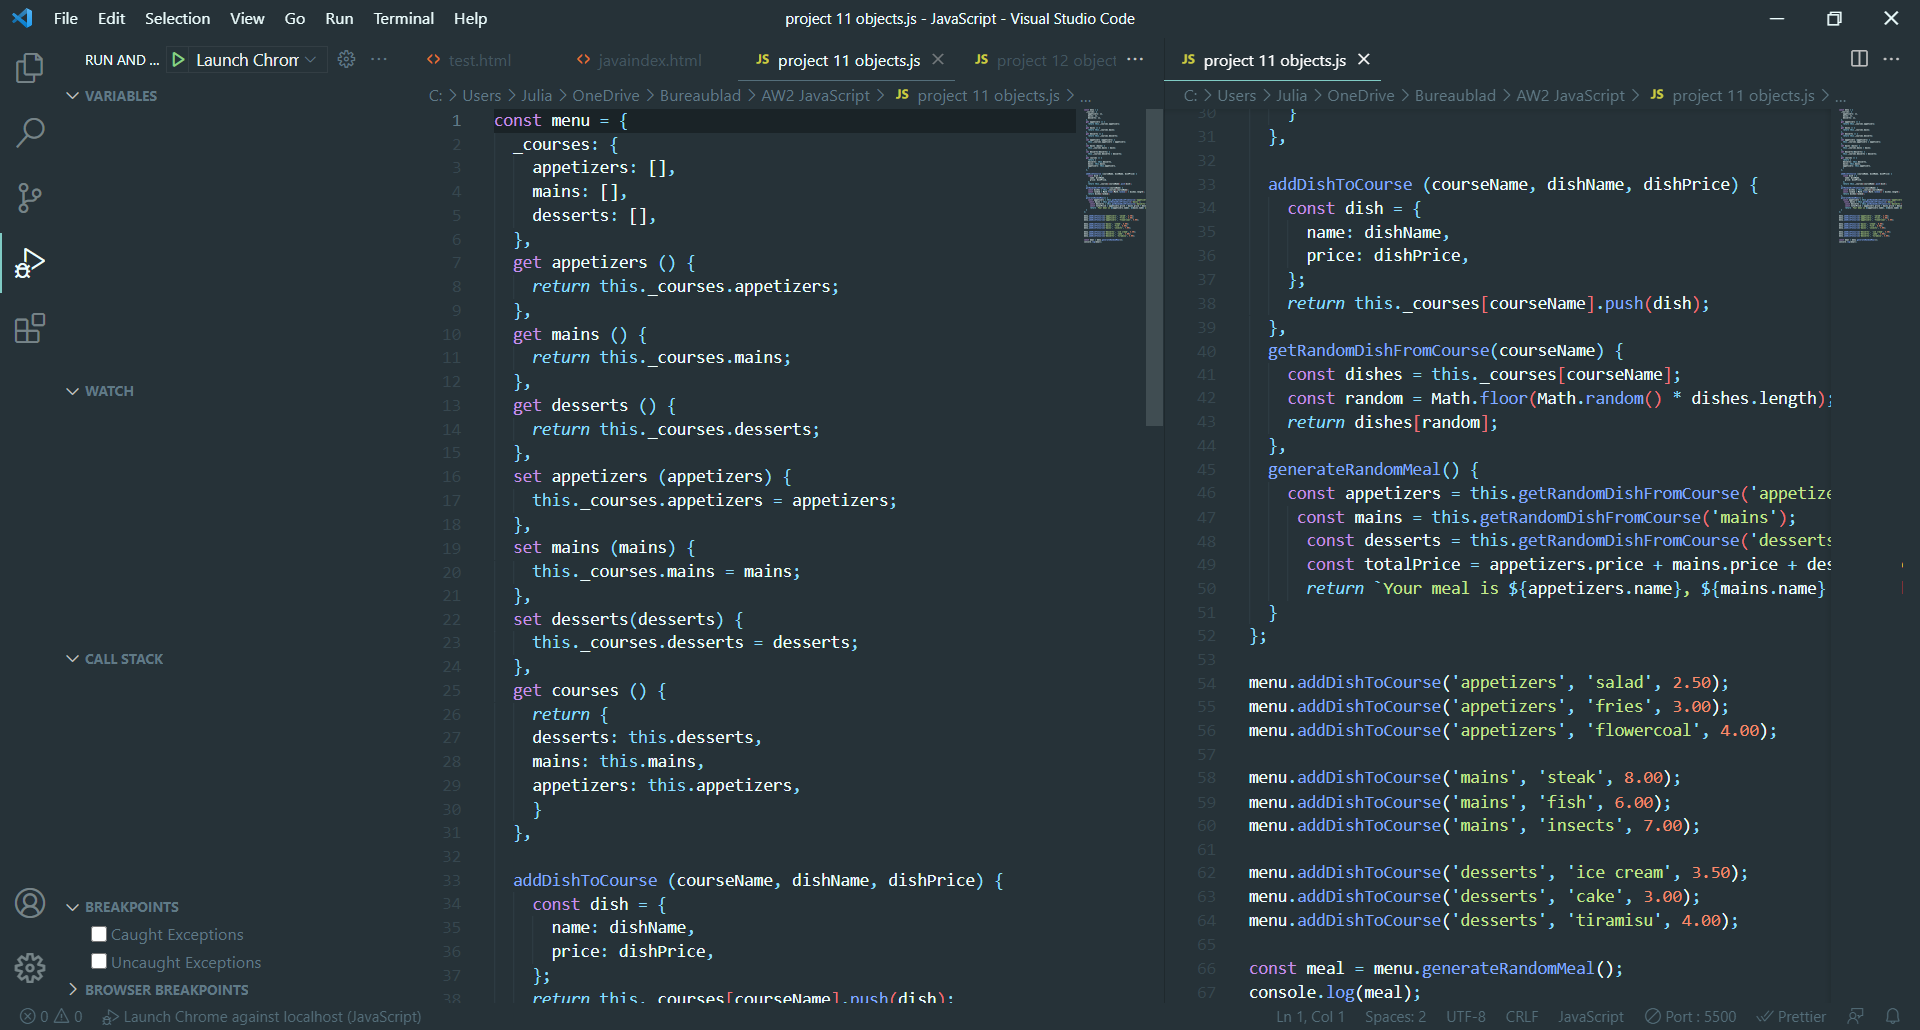 File Edit Selection View Go Run Terminal Help
project 11 objects.js - JavaScript - Visual Studio Code
RUN AND ... Launch Chrom
test.html
javaindex.html
JS project 11 objects.js
JS project 12 object
JS project 11 objects.js
C: > Users > Julia > OneDrive > Bureaublad > AW2 JavaScript > JS project 11 objects.js > ...
C: > Users > Julia > OneDrive > Bureaublad > AW2 JavaScript > JS project 11 objects.js > ...
VARIABLES
WATCH
CALL STACK
BREAKPOINTS
Caught Exceptions
Uncaught Exceptions
BROWSER BREAKPOINTS
1 const menu = {
2 _courses: {
3 appetizers: [],
4 mains: [],
5 desserts: [],
6 },
7 get appetizers () {
8 return this._courses.appetizers;
9 },
10 get mains () {
11 return this._courses.mains;
12 },
13 get desserts () {
14 return this._courses.desserts;
15 },
16 set appetizers (appetizers) {
17 this._courses.appetizers = appetizers;
18 },
19 set mains (mains) {
20 this._courses.mains = mains;
21 },
22 set desserts(desserts) {
23 this._courses.desserts = desserts;
24 },
25 get courses () {
26 return {
27 desserts: this.desserts,
28 mains: this.mains,
29 appetizers: this.appetizers,
30 }
31 },
32
33 addDishToCourse (courseName, dishName, dishPrice) {
34 const dish = {
35 name: dishName,
36 price: dishPrice,
37 };
38 return this._courses[courseName].push(dish);
30 }
31 },
32
33 addDishToCourse (courseName, dishName, dishPrice) {
34 const dish = {
35 name: dishName,
36 price: dishPrice,
37 };
38 return this._courses[courseName].push(dish);
39 },
40 getRandomDishFromCourse(courseName) {
41 const dishes = this._courses[courseName];
42 const random = Math.floor(Math.random() * dishes.length);
43 return dishes[random];
44 },
45 generateRandomMeal() {
46 const appetizers = this.getRandomDishFromCourse('appetize
47 const mains = this.getRandomDishFromCourse('mains');
48 const desserts = this.getRandomDishFromCourse('desserts
49 const totalPrice = appetizers.price + mains.price + des
50 return `Your meal is ${appetizers.name}, ${mains.name}
51 }
52 };
53
54 menu.addDishToCourse('appetizers', 'salad', 2.50);
55 menu.addDishToCourse('appetizers', 'fries', 3.00);
56 menu.addDishToCourse('appetizers', 'flowercoal', 4.00);
57
58 menu.addDishToCourse('mains', 'steak', 8.00);
59 menu.addDishToCourse('mains', 'fish', 6.00);
60 menu.addDishToCourse('mains', 'insects', 7.00);
61
62 menu.addDishToCourse('desserts', 'ice cream', 3.50);
63 menu.addDishToCourse('desserts', 'cake', 3.00);
64 menu.addDishToCourse('desserts', 'tiramisu', 4.00);
65
66 const meal = menu.generateRandomMeal();
67 console.log(meal);
0 0 Launch Chrome against localhost (JavaScript)
Ln 1, Col 1 Spaces: 2 UTF-8 CRLF JavaScript Port : 5500 Prettier